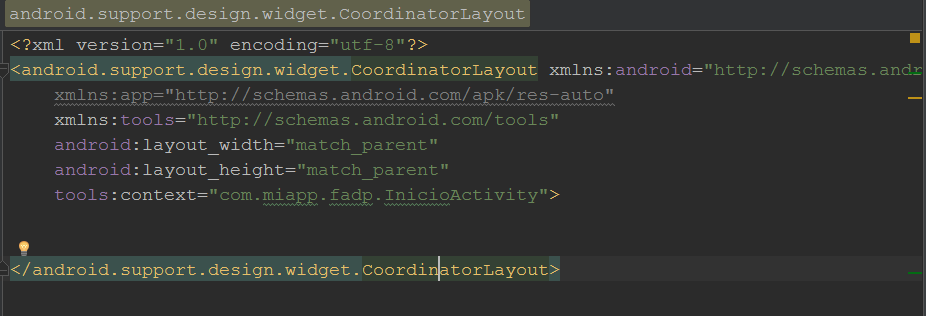 android.support.design.widget.CoordinatorLayout
<?xml version="1.0" encoding="utf-8"?>
<android.support.design.widget.CoordinatorLayout xmlns:android="http://schemas.andr
xmlns:app="http://schemas.android.com/apk/res-auto"
xmlns:tools="http://schemas.android.com/tools"
android:layout_width="match_parent"
android:layout_height="match_parent"
tools:context="com.miapp.fadp.InicioActivity">
</android.support.design.widget.CoordinatorLayout>